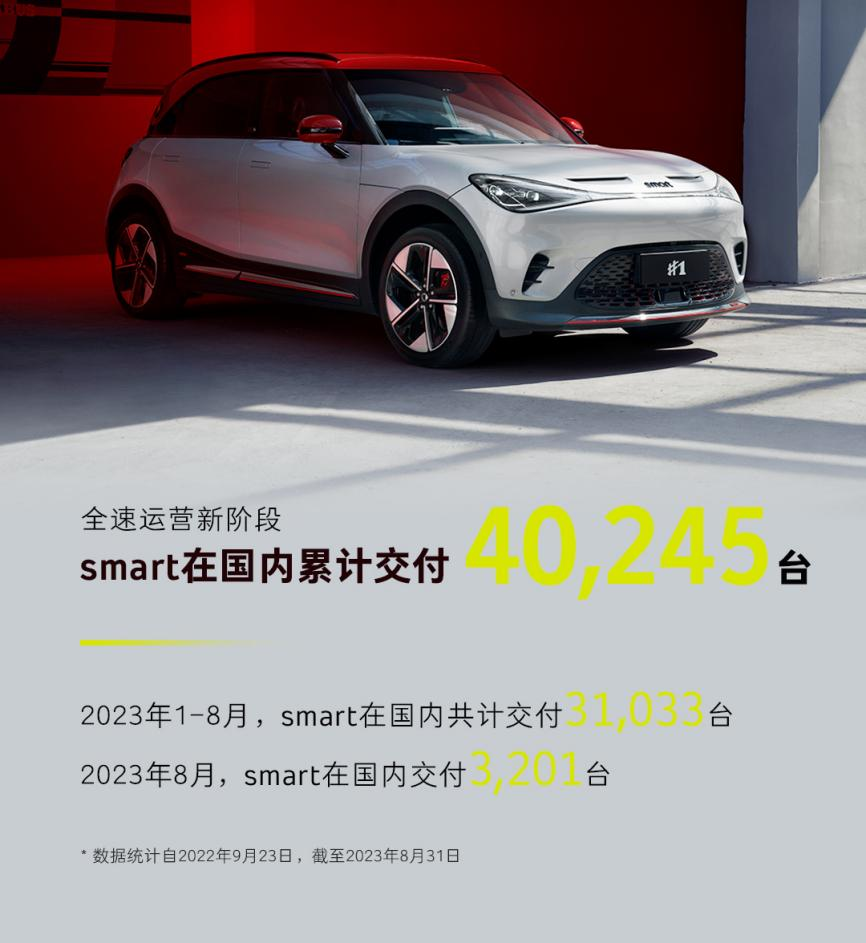 smart
#1
全速运营新阶段
smart在国内累计交付 40,245 台
2023年1-8月，smart在国内共计交付31,033台
2023年8月，smart在国内交付3,201台
* 数据统计自2022年9月23日，截至2023年8月31日